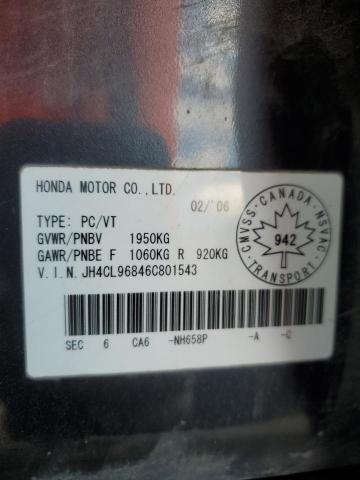 HONDA MOTOR CO.,LTD.
02/'06
TYPE: PC/VT
GVWR/PNBV 1950KG
GAWR/PNBE F 1060KG R 920KG
V.I.N. JH4CL96846C801543
CMVSS·CANADA·NSVAC
942
TRANSPORT
SEC 6 CA6 -NH658P -A -C